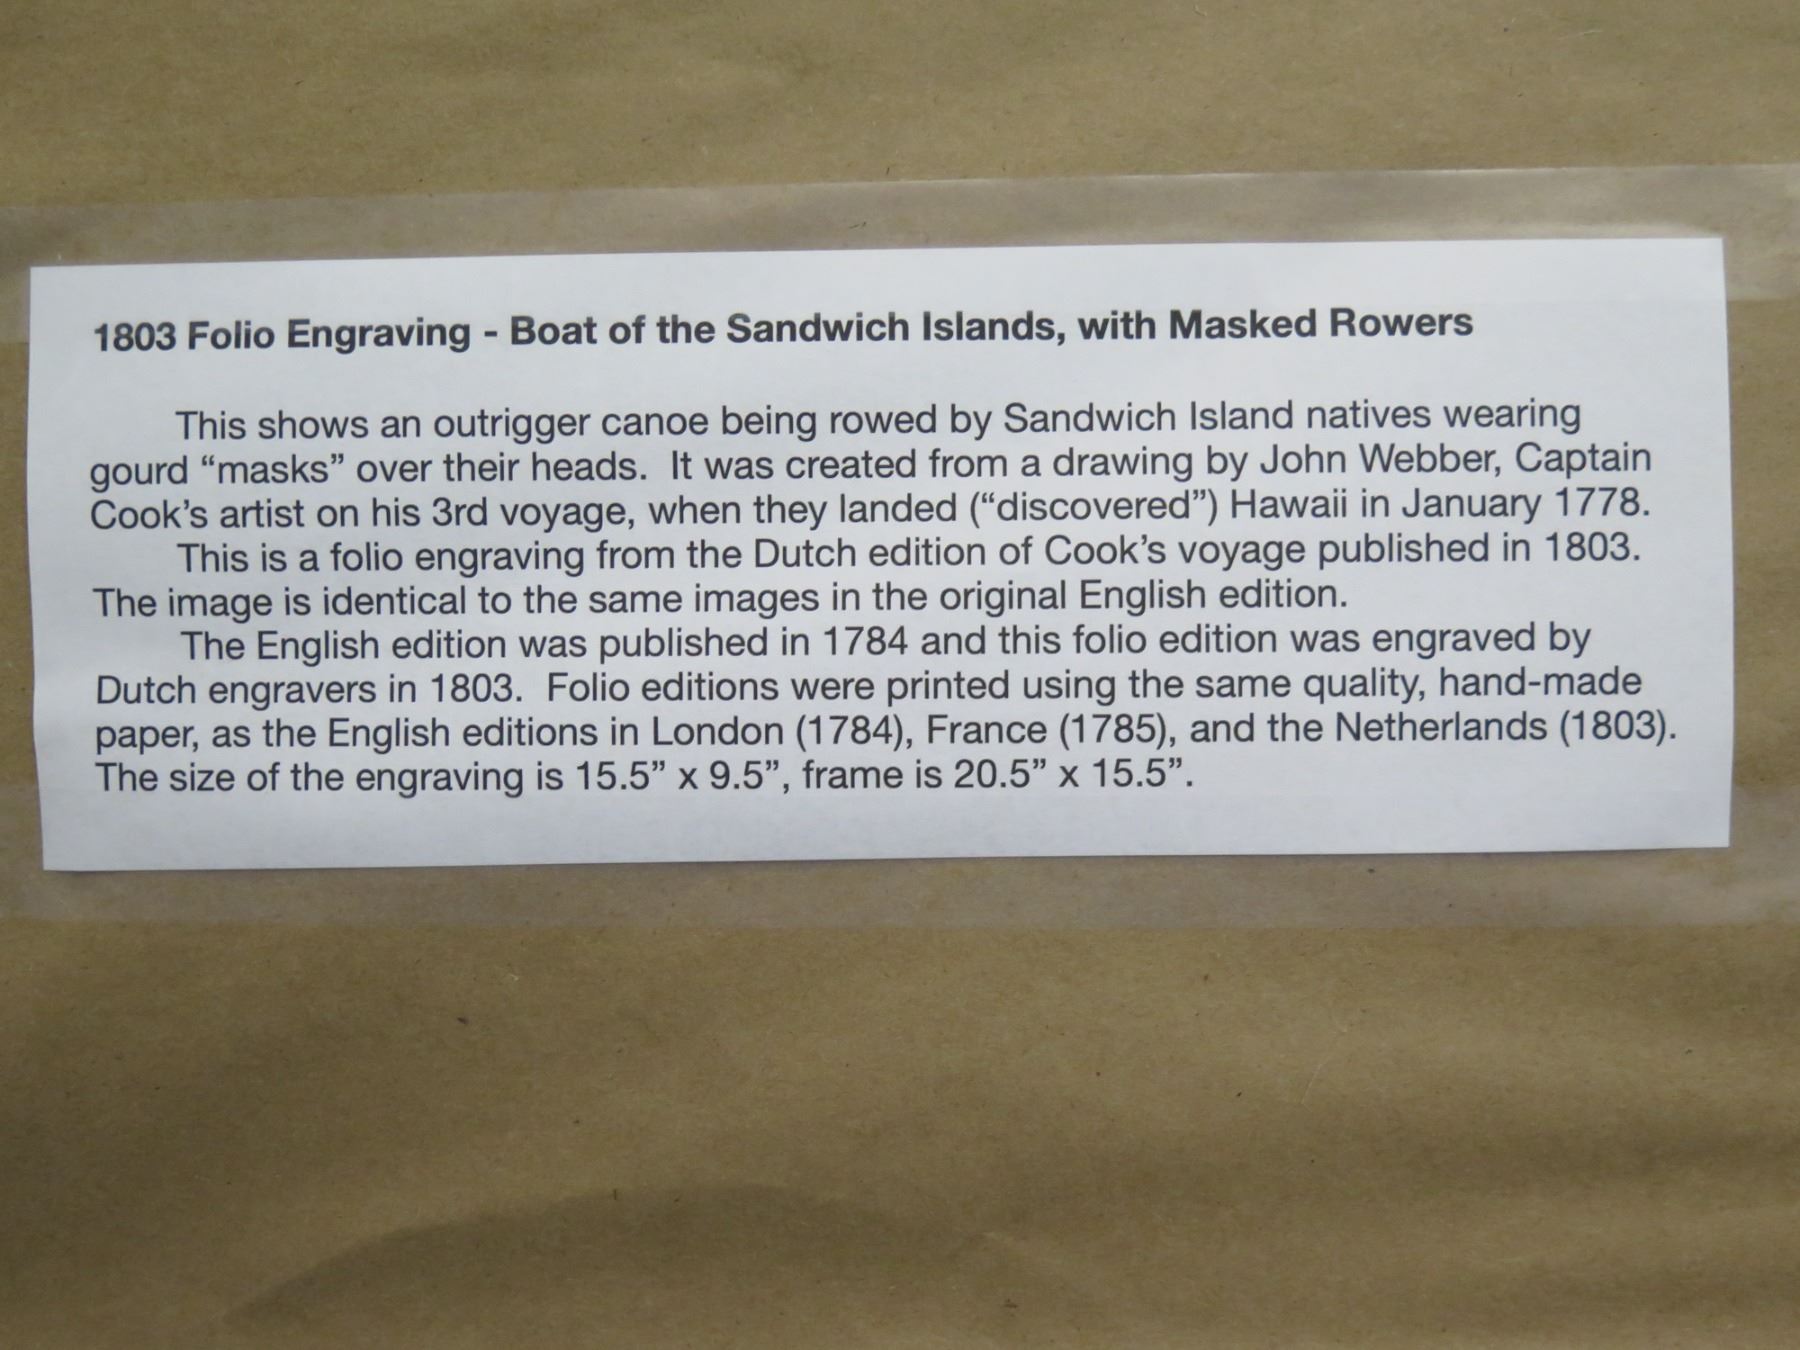 1803 Folio Engraving - Boat of the Sandwich Islands, with Masked Rowers
This shows an outrigger canoe being rowed by Sandwich Island natives wearing
gourd “masks” over their heads.  It was created from a drawing by John Webber, Captain
Cook’s artist on his 3rd voyage, when they landed (“discovered”) Hawaii in January 1778.
This is a folio engraving from the Dutch edition of Cook’s voyage published in 1803.
The image is identical to the same images in the original English edition.
The English edition was published in 1784 and this folio edition was engraved by
Dutch engravers in 1803.  Folio editions were printed using the same quality, hand-made
paper, as the English editions in London (1784), France (1785), and the Netherlands (1803).
The size of the engraving is 15.5” x 9.5”, frame is 20.5” x 15.5”.